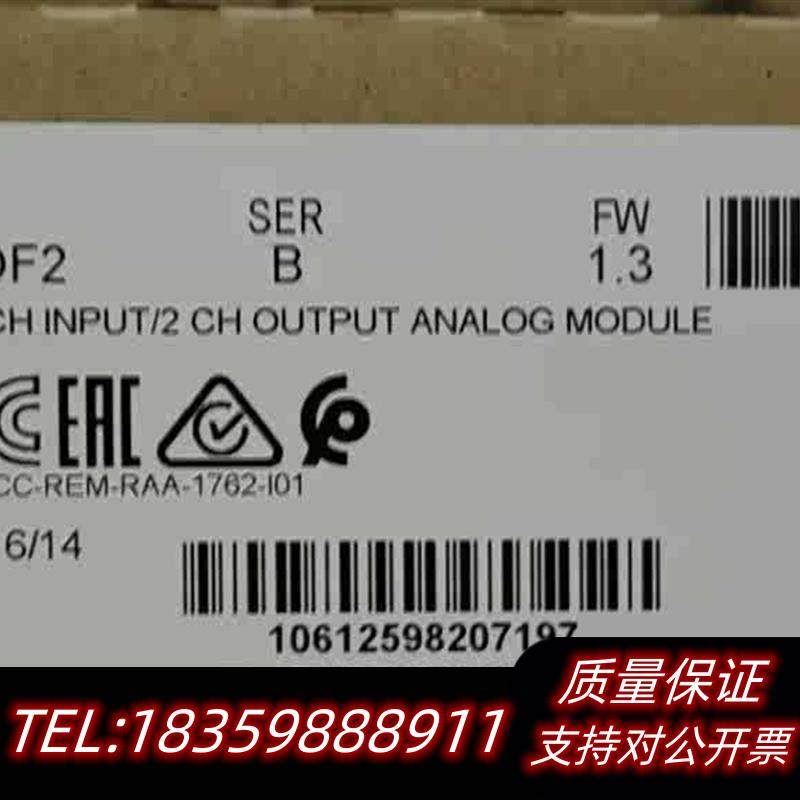 SER FW
OF2 B 1.3
CH INPUT/2 CH OUTPUT ANALOG MODULE
EAC
CC-REM-RAA-1762-I01
6/14
10612598207197
质量保证
TEL:18359888911
支持对公开票